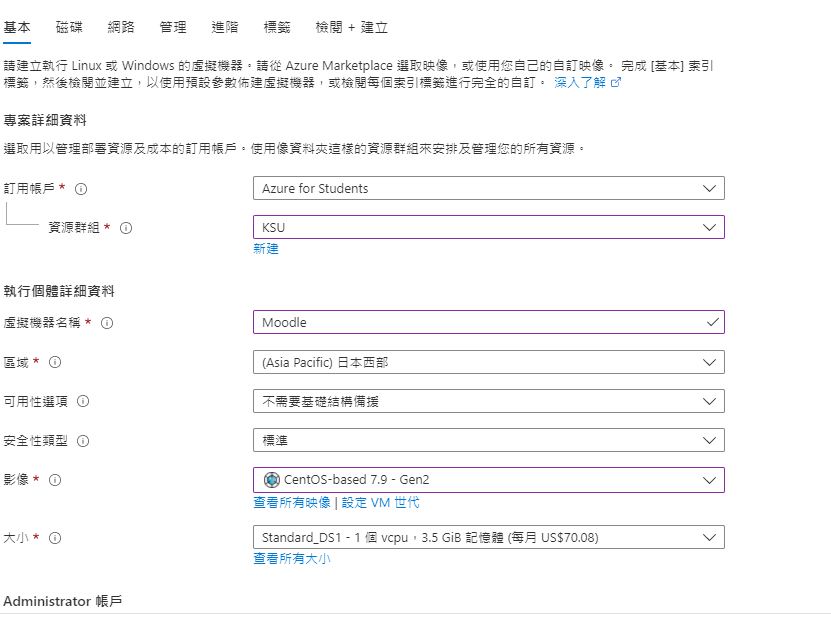 基本 磁碟 網路 管理 進階 標籤 檢閱 + 建立
請建立執行 Linux 或 Windows 的虛擬機器。請從 Azure Marketplace 選取映像，或使用您自己的自訂映像。 完成 [基本] 索引
標籤，然後檢閱並建立，以使用預設參數佈建虛擬機器，或檢閱每個索引標籤進行完全的自訂。 深入了解
專案詳細資料
選取用以管理部署資源及成本的訂用帳戶。使用像資料夾這樣的資源群組來安排及管理您的所有資源。
訂用帳戶 * Azure for Students
資源群組 * KSU
新建
執行個體詳細資料
虛擬機器名稱 * Moodle
區域 * (Asia Pacific) 日本西部
可用性選項 不需要基礎結構備援
安全性類型 標準
影像 * CentOS-based 7.9 - Gen2
查看所有映像 | 設定 VM 世代
大小 * Standard_DS1 - 1 個 vcpu，3.5 GiB 記憶體 (每月 US$70.08)
查看所有大小
Administrator 帳戶